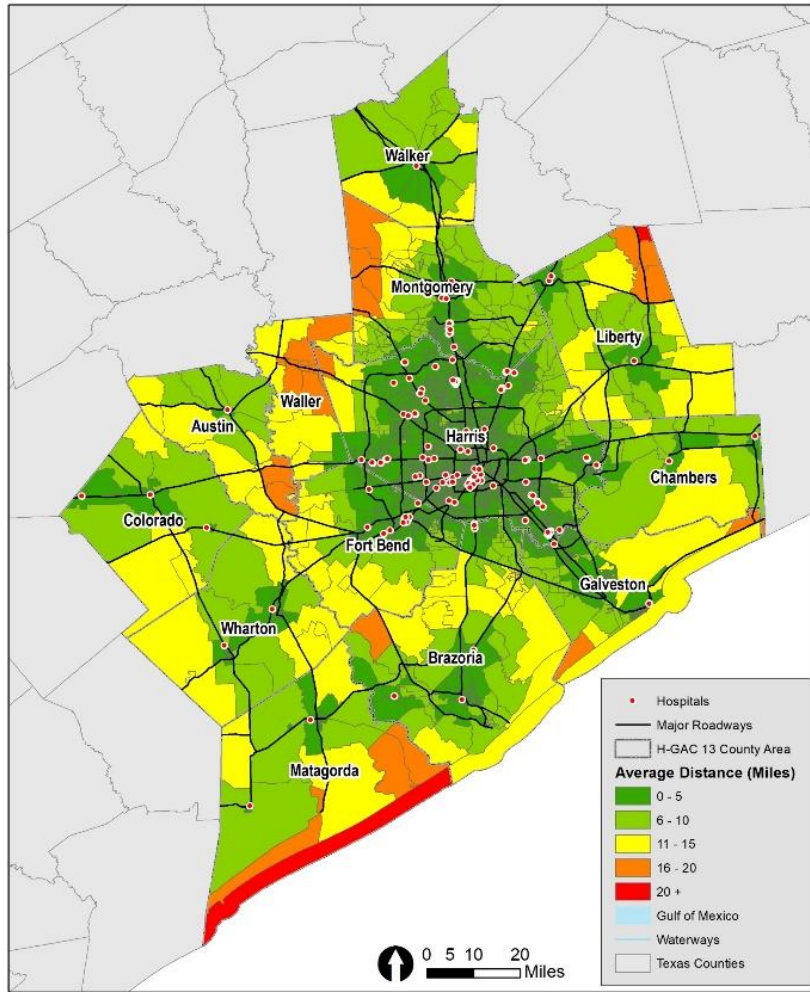 Walker
Montgomery
Liberty
Waller
Austin
Harris
Chambers
Colorado
Fort Bend
Galveston
Wharton
Brazoria
Matagorda
Hospitals
Major Roadways
H-GAC 13 County Area
Average Distance (Miles)
0 - 5
6 - 10
11 - 15
16 - 20
20 +
Gulf of Mexico
Waterways
Texas Counties
0 5 10 20
Miles